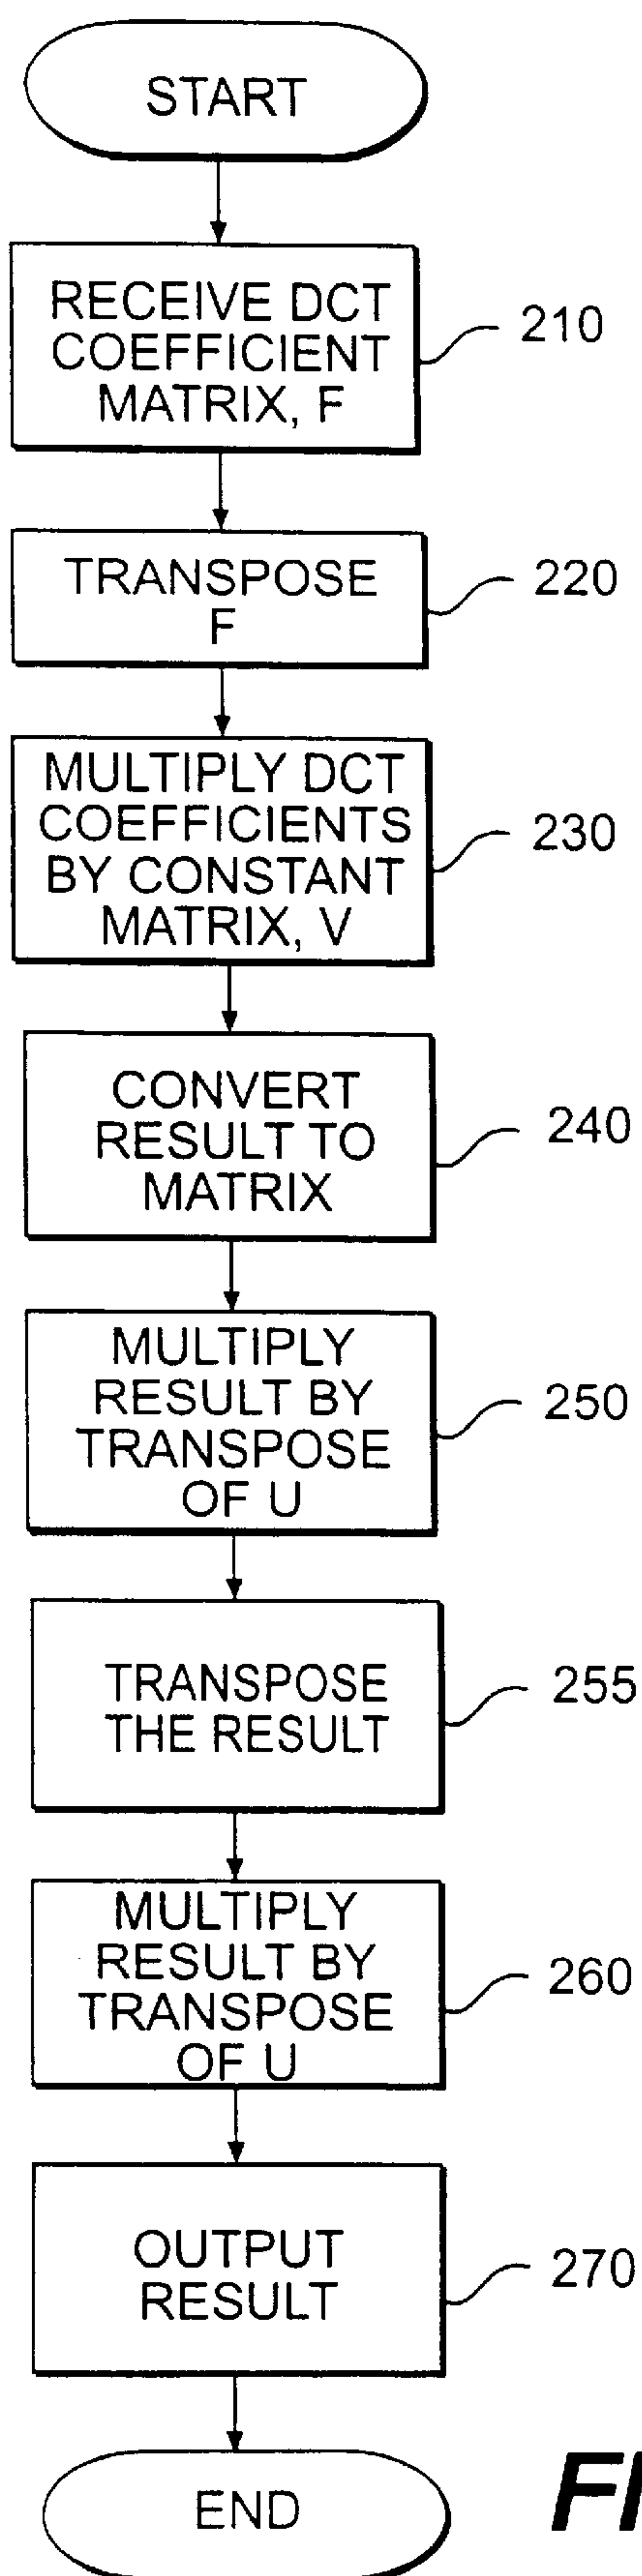 START
RECEIVE DCT
COEFFICIENT
MATRIX, F
210
TRANSPOSE
F
220
MULTIPLY DCT
COEFFICIENTS
BY CONSTANT
MATRIX, V
230
CONVERT
RESULT TO
MATRIX
240
MULTIPLY
RESULT BY
TRANSPOSE
OF U
250
TRANSPOSE
THE RESULT
255
MULTIPLY
RESULT BY
TRANSPOSE
OF U
260
OUTPUT
RESULT
270
END